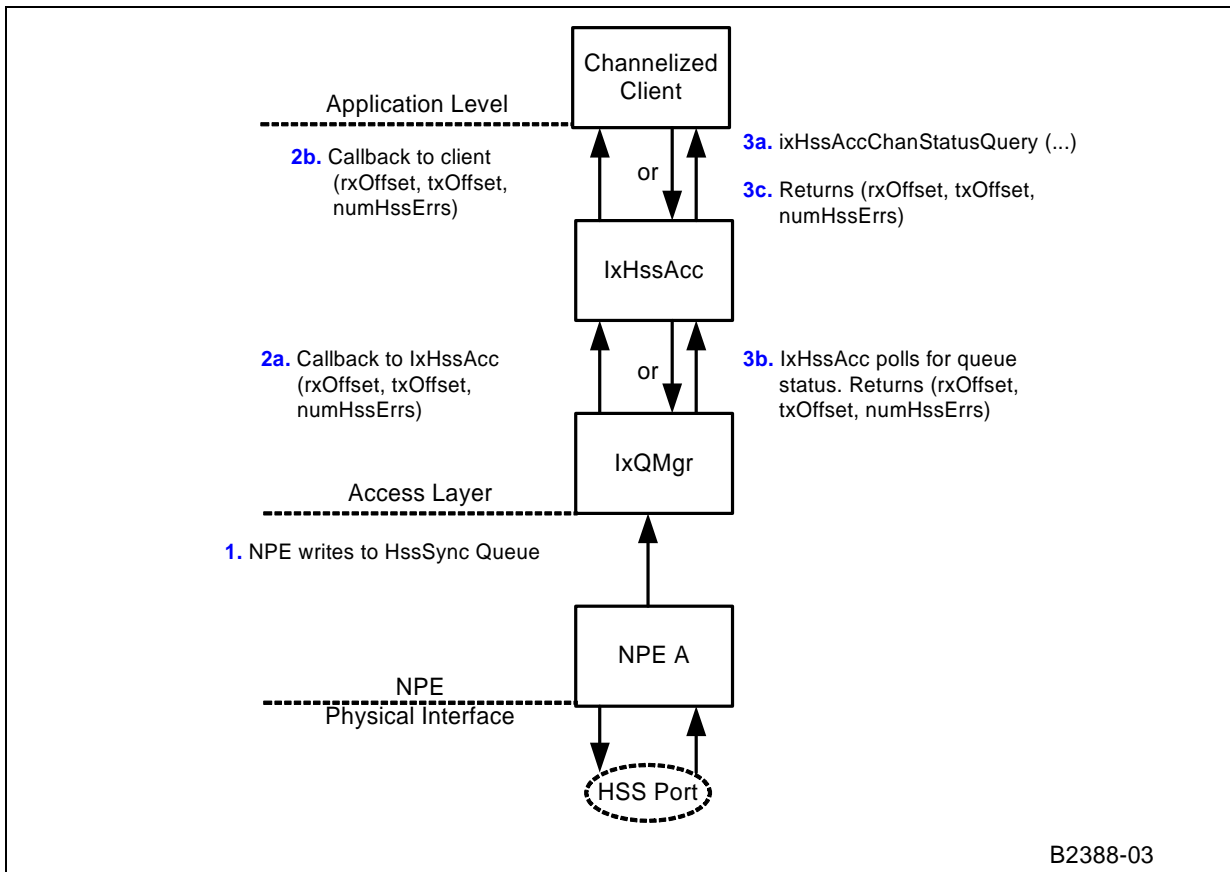 Channelized
Client
Application Level
2b. Callback to client
(rxOffset, txOffset,
numHssErrs)
or
3a. ixHssAccChanStatusQuery (...)
3c. Returns (rxOffset, txOffset,
numHssErrs)
IxHssAcc
2a. Callback to IxHssAcc
(rxOffset, txOffset,
numHssErrs)
or
3b. IxHssAcc polls for queue
status. Returns (rxOffset,
txOffset, numHssErrs)
IxQMgr
Access Layer
1. NPE writes to HssSync Queue
NPE A
NPE
Physical Interface
HSS Port
B2388-03